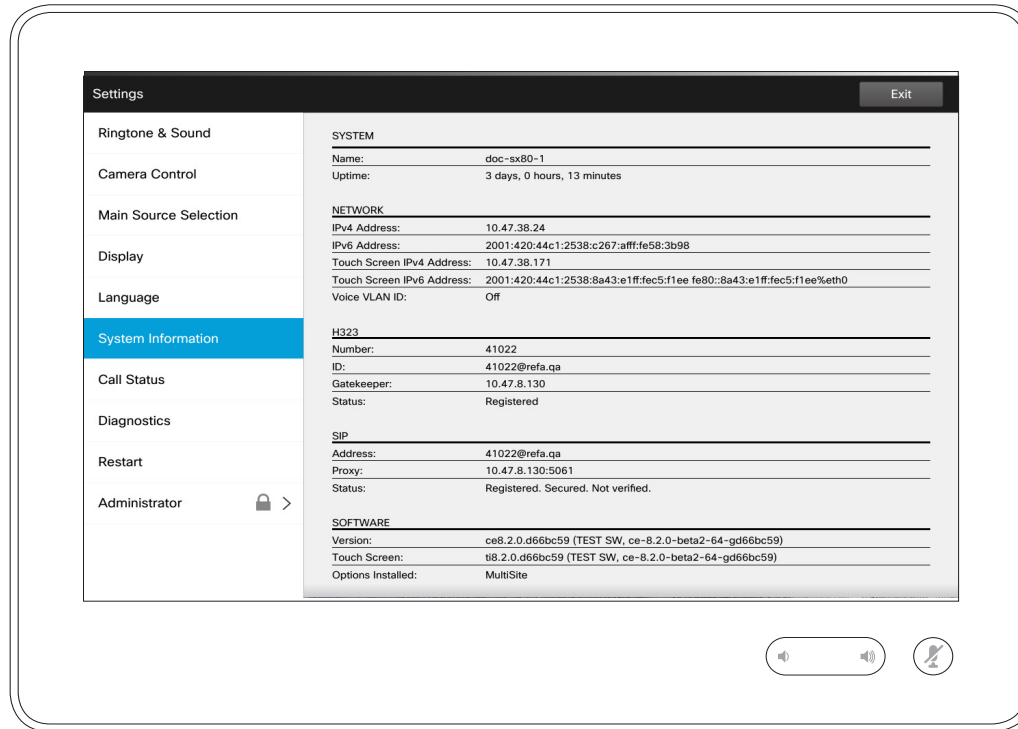 Settings
Exit
Ringtone & Sound
Camera Control
Main Source Selection
Display
Language
System Information
Call Status
Diagnostics
Restart
Administrator
SYSTEM
Name: doc-sx80-1
Uptime: 3 days, 0 hours, 13 minutes
NETWORK
IPv4 Address: 10.47.38.24
IPv6 Address: 2001:420:44c1:2538:c267:afff:fe58:3b98
Touch Screen IPv4 Address: 10.47.38.171
Touch Screen IPv6 Address: 2001:420:44c1:2538:8a43:e1ff:fec5:f1ee fe80::8a43:e1ff:fec5:f1ee%eth0
Voice VLAN ID: Off
H323
Number: 41022
ID: 41022@refa.qa
Gatekeeper: 10.47.8.130
Status: Registered
SIP
Address: 41022@refa.qa
Proxy: 10.47.8.130:5061
Status: Registered. Secured. Not verified.
SOFTWARE
Version: ce8.2.0.d66bc59 (TEST SW, ce-8.2.0-beta2-64-gd66bc59)
Touch Screen: ti8.2.0.d66bc59 (TEST SW, ce-8.2.0-beta2-64-gd66bc59)
Options Installed: MultiSite